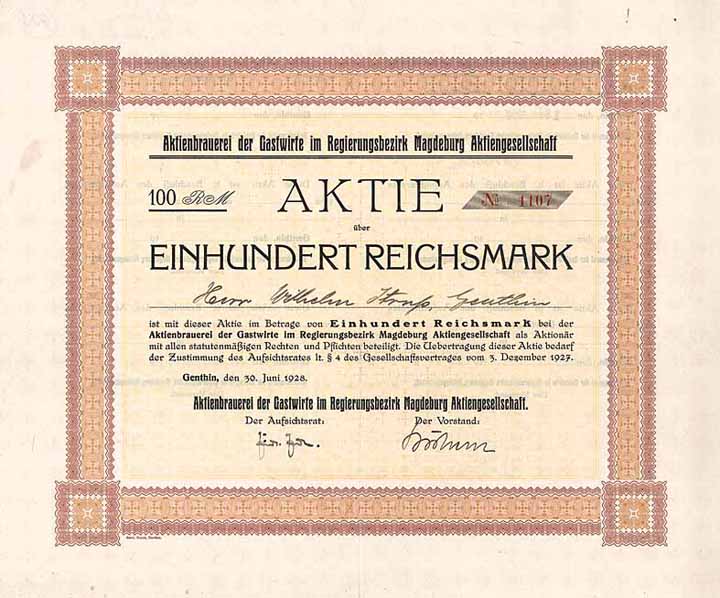 Aktienbrauerei der Gastwirte im Regierungsbezirk Magdeburg Aktiengesellschaft
100 RM AKTIE № 1107
über
EINHUNDERT REICHSMARK
Herr Wilhelm Genthin
ist mit dieser Aktie im Betrage von Einhundert Reichsmark bei der
Aktienbrauerei der Gastwirte im Regierungsbezirk Magdeburg Aktiengesellschaft als Aktionär
mit allen statutenmäßigen Rechten und Pflichten beteiligt. Die Uebertragung dieser Aktie bedarf
der Zustimmung des Aufsichtsrates lt. § 4 des Gesellschaftsvertrages vom 3. Dezember 1927.
Genthin, den 30. Juni 1928.
Aktienbrauerei der Gastwirte im Regierungsbezirk Magdeburg Aktiengesellschaft.
Der Aufsichtsrat: Der Vorstand: